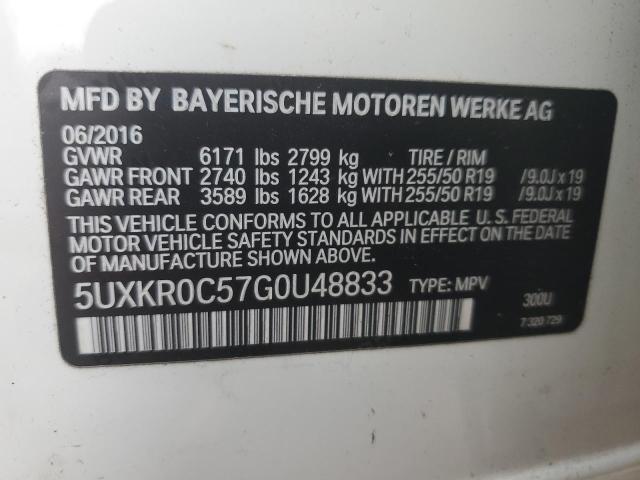 MFD BY BAYERISCHE MOTOREN WERKE AG
06/2016
GVWR 6171 lbs 2799 kg TIRE / RIM
GAWR FRONT 2740 lbs 1243 kg WITH 255/50 R19 /9.0J x 19
GAWR REAR 3589 lbs 1628 kg WITH 255/50 R19 /9.0J x 19
THIS VEHICLE CONFORMS TO ALL APPLICABLE U. S. FEDERAL
MOTOR VEHICLE SAFETY STANDARDS IN EFFECT ON THE
DATE OF MANUFACTURE SHOWN ABOVE.
5UXKR0C57G0U48833 TYPE: MPV 300U
7 320 729